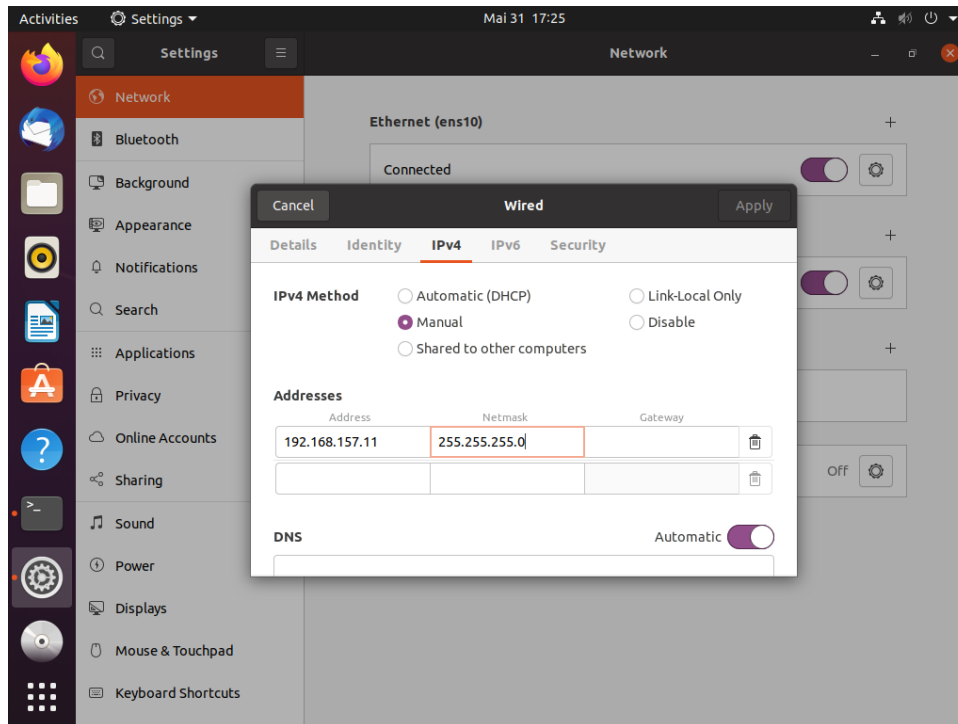 Activities Settings Mai 31 17:25
Settings Network
Network
Bluetooth
Background
Appearance
Notifications
Search
Applications
Privacy
Online Accounts
Sharing
Sound
Power
Displays
Mouse & Touchpad
Keyboard Shortcuts
Ethernet (ens10)
Connected
Off
Cancel Wired Apply
Details Identity IPv4 IPv6 Security
IPv4 Method Automatic (DHCP) Link-Local Only
Manual Disable
Shared to other computers
Addresses
Address Netmask Gateway
192.168.157.11 255.255.255.0
DNS Automatic